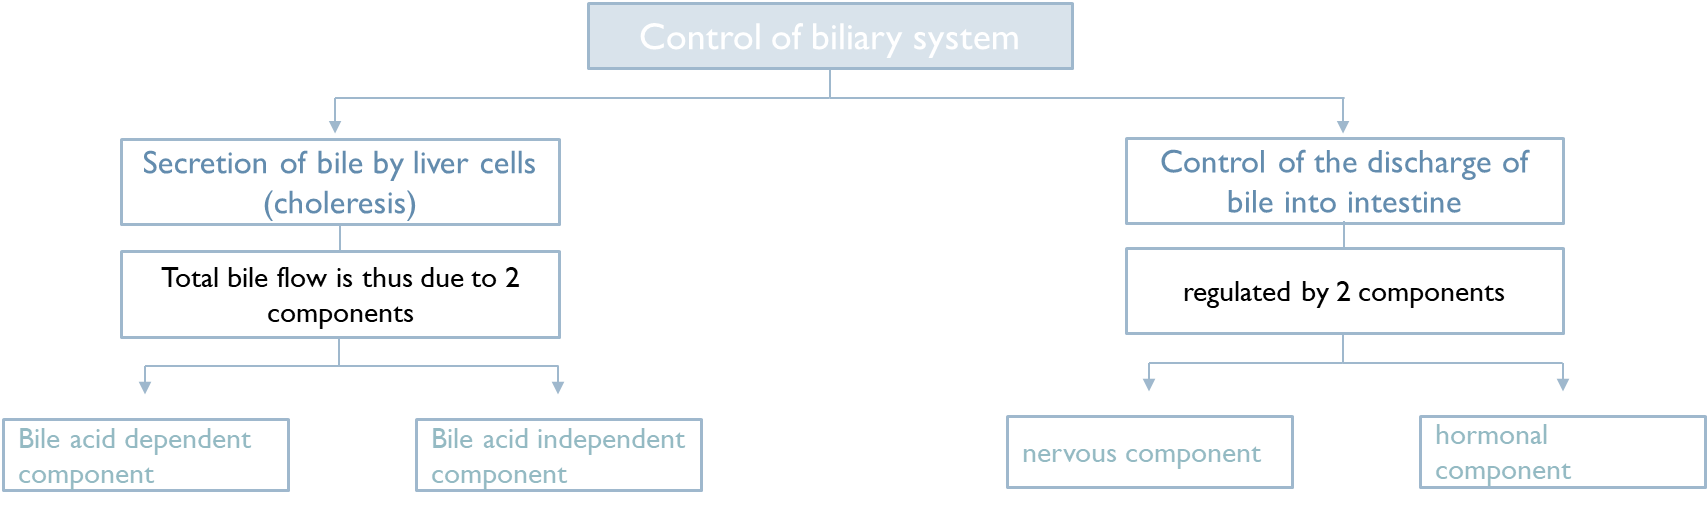 Control of biliary system
Secretion of bile by liver cells
(choleresis)
Total bile flow is thus due to 2
components
Bile acid dependent
component
Bile acid independent
component
Control of the discharge of
bile into intestine
regulated by 2 components
nervous component
hormonal
component